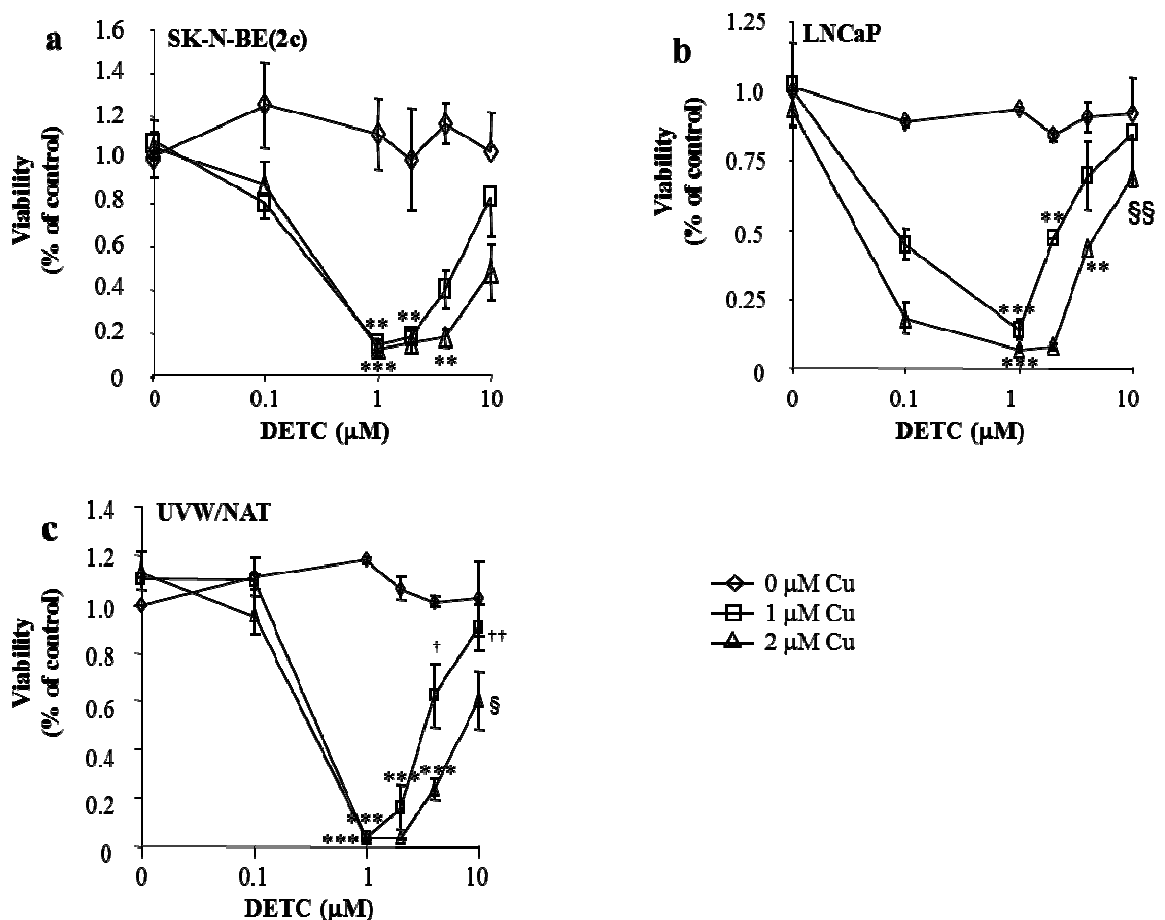 a
SK-N-BE(2c)
Viability
(% of control)
1.6
1.4
1.2
1.0
0.8
0.6
0.4
0.2
0
** **
*** **
0 0.1 1 10
DETC (µM)
b
LNCaP
Viability
(% of control)
1.25
1.0
0.75
0.5
0.25
0
**
***
**
***
§§
0 0.1 1 10
DETC (µM)
c
UVW/NAT
Viability
(% of control)
1.4
1.2
1.0
0.8
0.6
0.4
0.2
0
† ††
§
*** ***
***
***
0 0.1 1 10
DETC (µM)
0 µM Cu
1 µM Cu
2 µM Cu